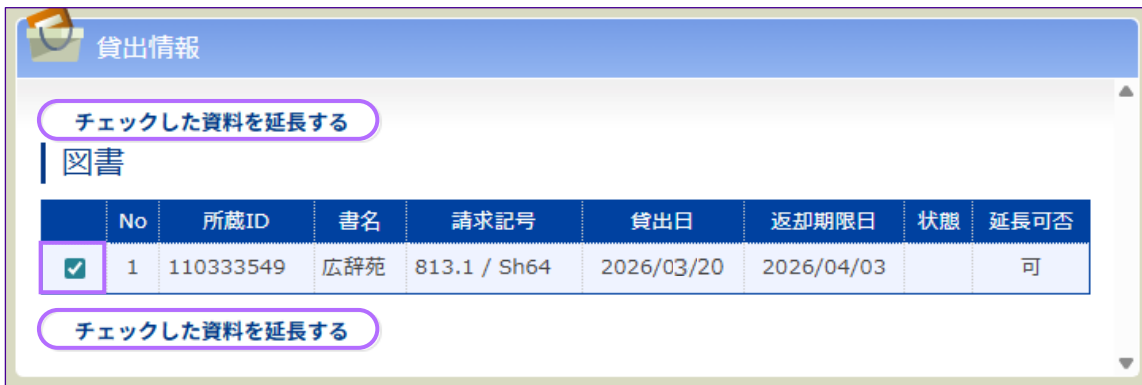 貸出情報
チェックした資料を延長する
図書
No 所蔵ID 書名 請求記号 貸出日 返却期限日 状態 延長可否
1 110333549 広辞苑 813.1 / Sh64 2026/03/20 2026/04/03 可
チェックした資料を延長する